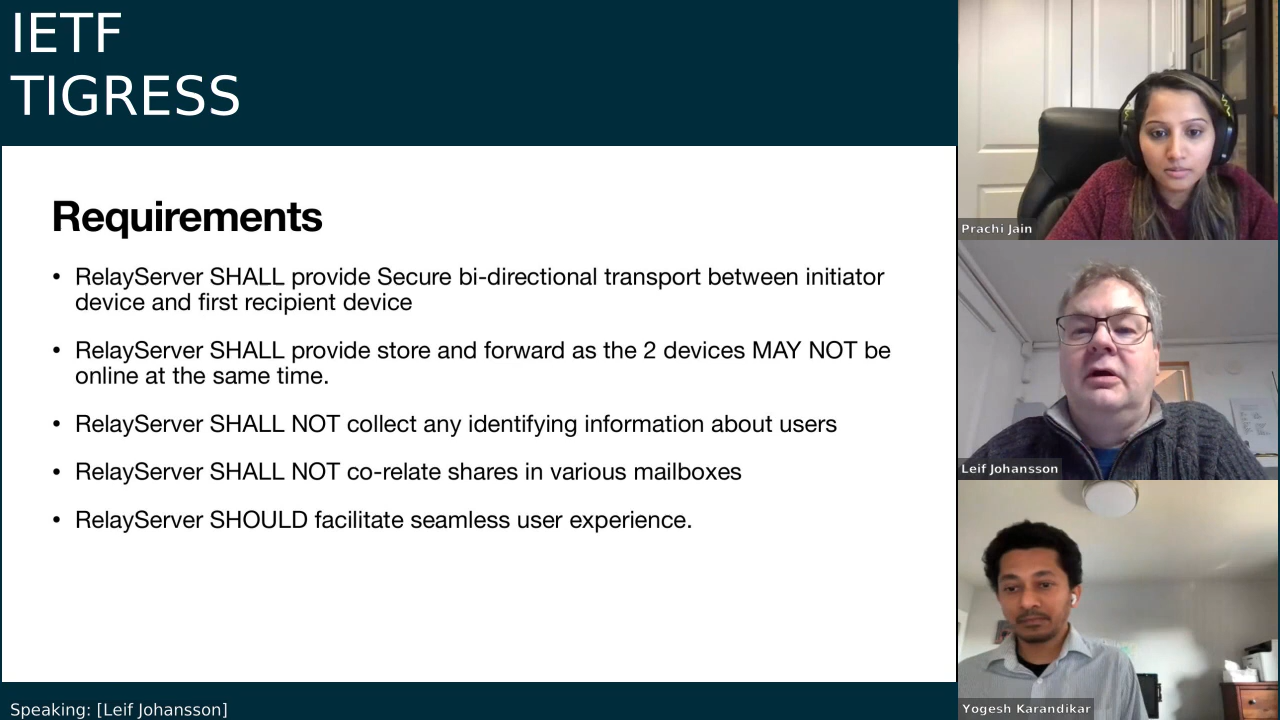 IETF
TIGRESS
Requirements
• RelayServer SHALL provide Secure bi-directional transport between initiator
device and first recipient device
• RelayServer SHALL provide store and forward as the 2 devices MAY NOT be
online at the same time.
• RelayServer SHALL NOT collect any identifying information about users
• RelayServer SHALL NOT co-relate shares in various mailboxes
• RelayServer SHOULD facilitate seamless user experience.
Prachi Jain
Leif Johansson
Yogesh Karandikar
Speaking: [Leif Johansson]